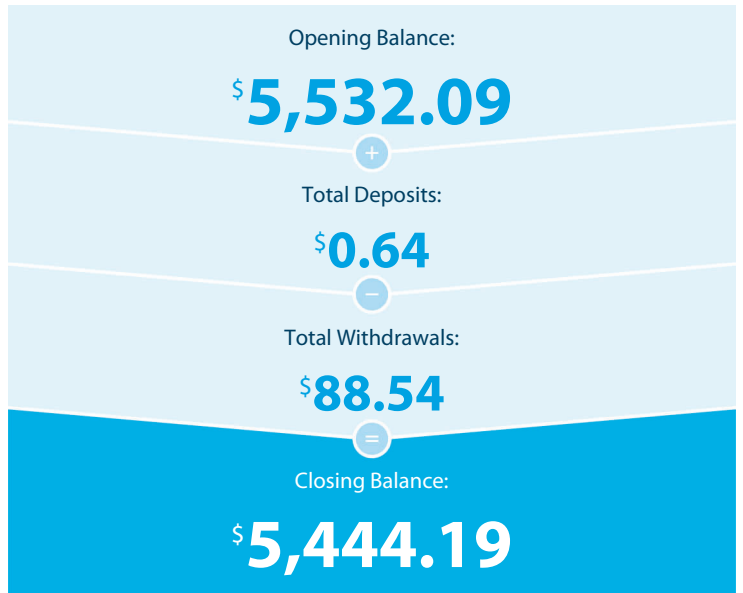 Opening Balance:
$5,532.09
+
Total Deposits:
$0.64
−
Total Withdrawals:
$88.54
=
Closing Balance:
$5,444.19